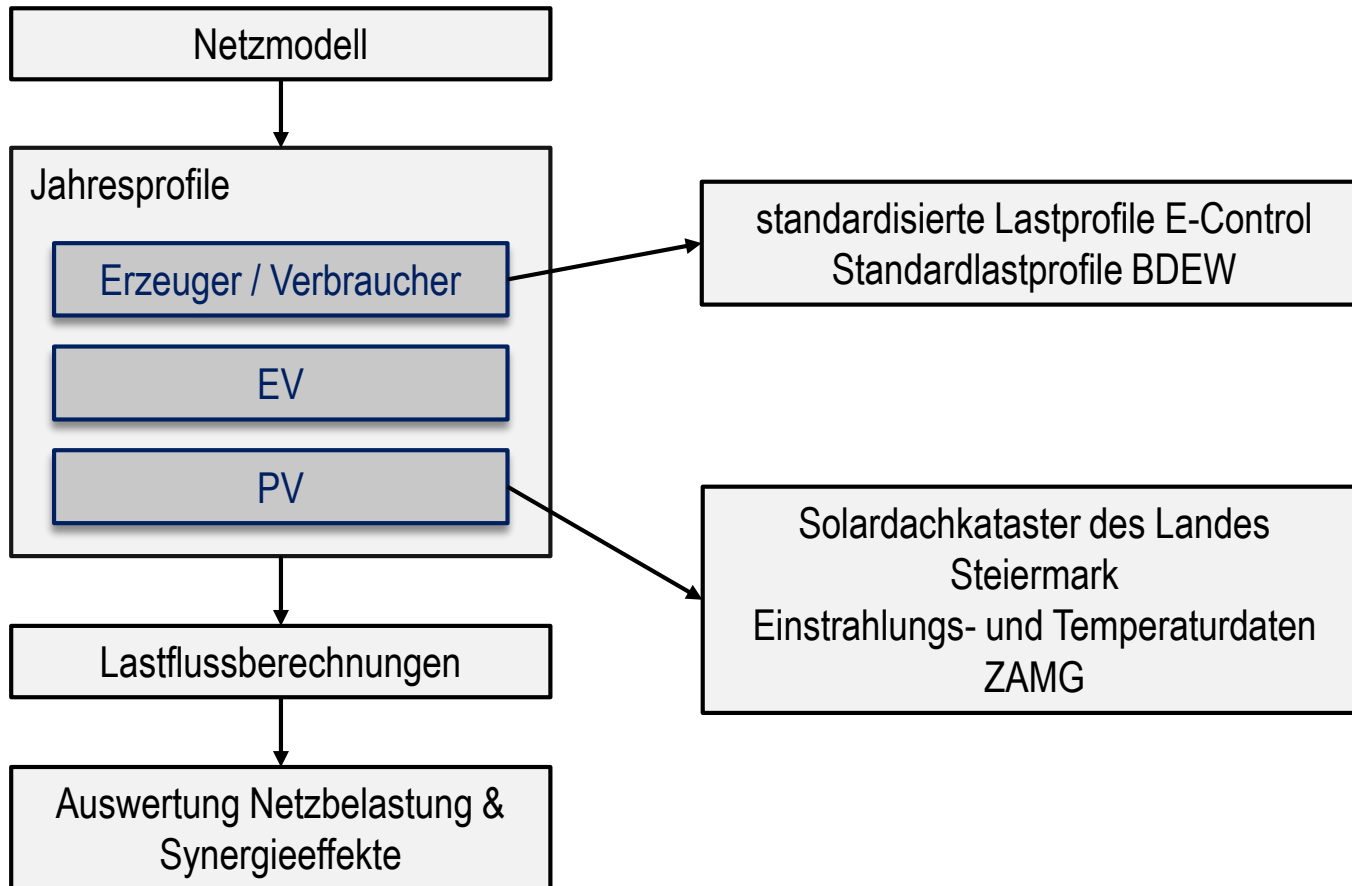 Netzmodell
Jahresprofile
Erzeuger / Verbraucher
EV
PV
standardisierte Lastprofile E-Control
Standardlastprofile BDEW
Solardachkataster des Landes
Steiermark
Einstrahlungs- und Temperaturdaten
ZAMG
Lastflussberechnungen
Auswertung Netzbelastung &
Synergieeffekte